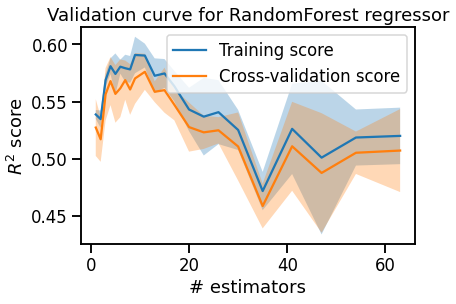 Validation curve for RandomForest regressor
Training score
Cross-validation score
R² score
0.60
0.55
0.50
0.45
0
20
40
60
# estimators